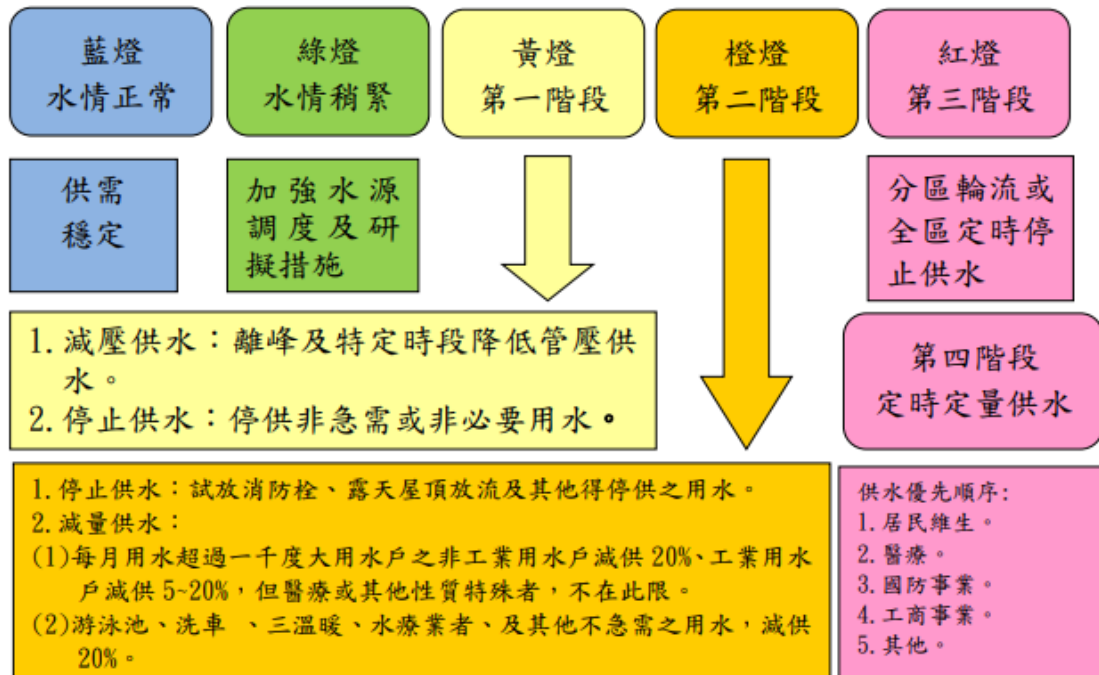 藍燈
水情正常
綠燈
水情稍緊
黃燈
第一階段
橙燈
第二階段
紅燈
第三階段
供需
穩定
加強水源
調度及研
擬措施
分區輪流或
全區定時停
止供水
1. 減壓供水：離峰及特定時段降低管壓供
水。
2. 停止供水：停供非急需或非必要用水。
第四階段
定時定量供水
1. 停止供水：試放消防栓、露天屋頂放流及其他得停供之用水。
2. 減量供水：
(1)每月用水超過一千度大用水戶之非工業用水戶減供 20%、工業用水
戶減供 5~20%，但醫療或其他性質特殊者，不在此限。
(2)游泳池、洗車 、三溫暖、水療業者、及其他不急需之用水，減供
20%。
供水優先順序:
1. 居民維生。
2. 醫療。
3. 國防事業。
4. 工商事業。
5. 其他。